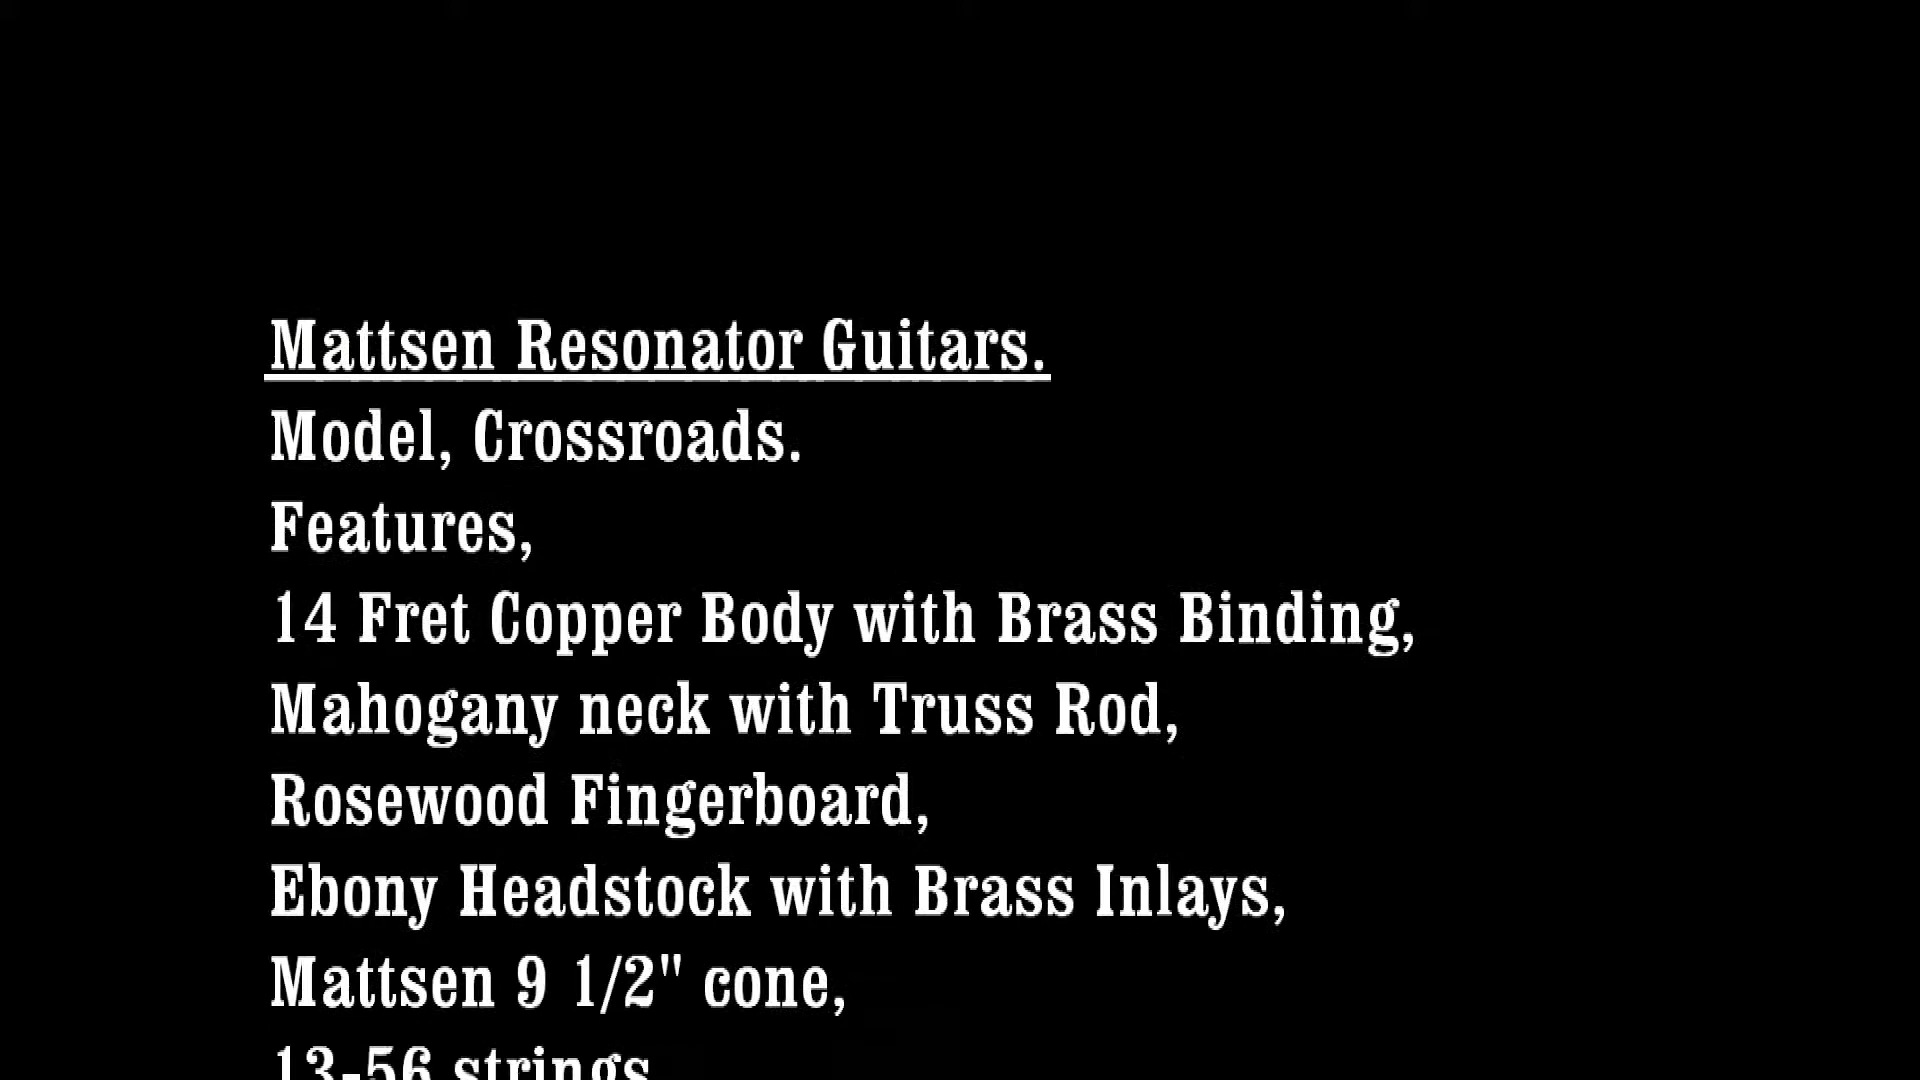 Mattsen Resonator Guitars.
Model, Crossroads.
Features,
14 Fret Copper Body with Brass Binding,
Mahogany neck with Truss Rod,
Rosewood Fingerboard,
Ebony Headstock with Brass Inlays,
Mattsen 9 1/2" cone,
13-56 strings